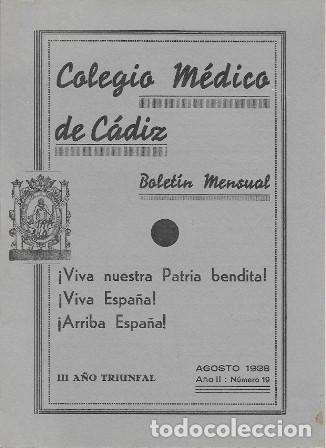 Colegio Médico
de Cádiz
Boletín Mensual
¡Viva nuestra Patria bendita!
¡Viva España!
¡Arriba España!
III AÑO TRIUNFAL
AGOSTO 1938
Año II : Número 19
todocoleccion.net